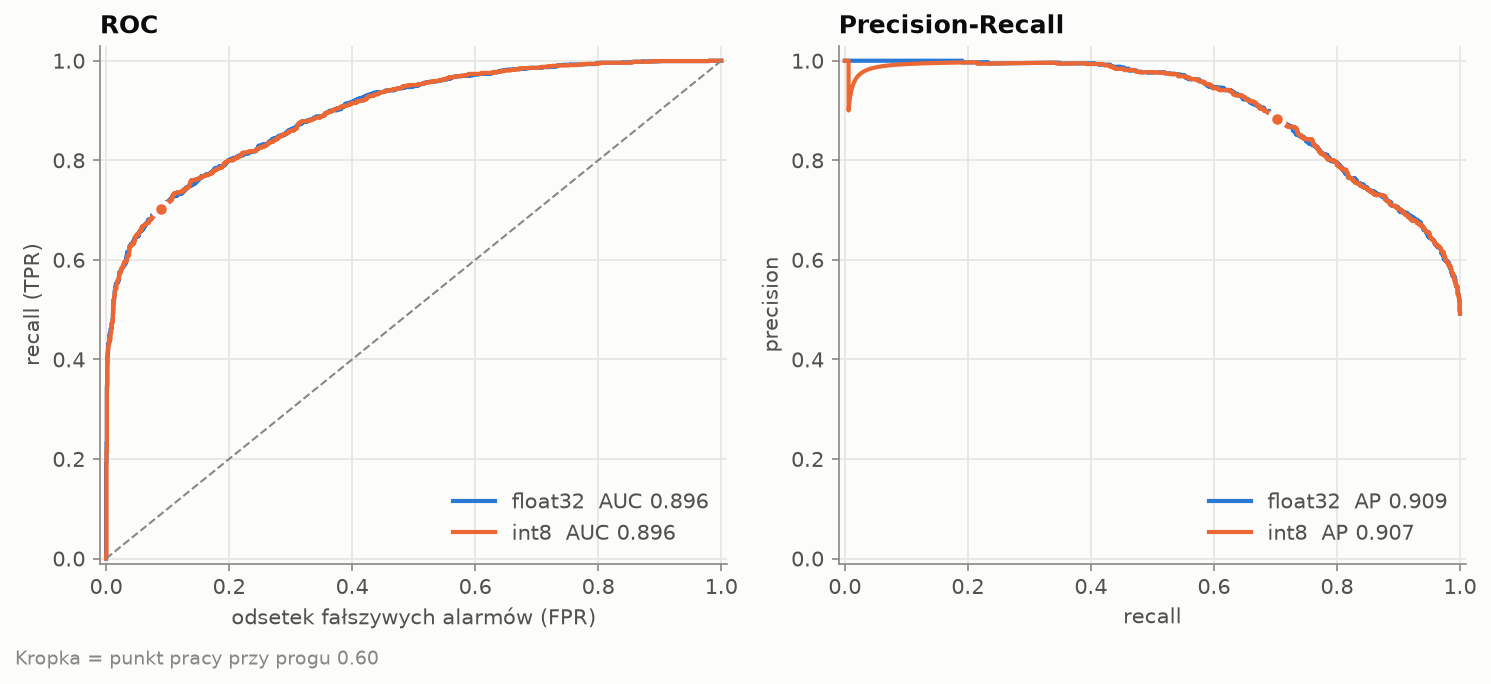 ROC
1.0
0.8
0.6
0.4
0.2
0.0
recall (TPR)
float32 AUC 0.896
int8 AUC 0.896
0.0 0.2 0.4 0.6 0.8 1.0
odsetek fałszywych alarmów (FPR)
Precision-Recall
1.0
0.8
0.6
0.4
0.2
0.0
precision
float32 AP 0.909
int8 AP 0.907
0.0 0.2 0.4 0.6 0.8 1.0
recall
Kropka = punkt pracy przy progu 0.60